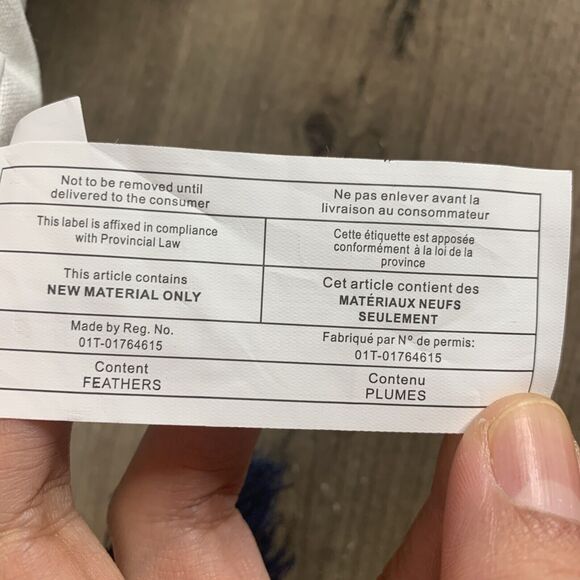 Not to be removed until
delivered to the consumer
Ne pas enlever avant la
livraison au consommateur
This label is affixed in compliance
with Provincial Law
Cette étiquette est apposée
conformément à la loi de la
province
This article contains
NEW MATERIAL ONLY
Cet article contient des
MATÉRIAUX NEUFS
SEULEMENT
Made by Reg. No.
01T-01764615
Fabriqué par N° de permis:
01T-01764615
Content
FEATHERS
Contenu
PLUMES